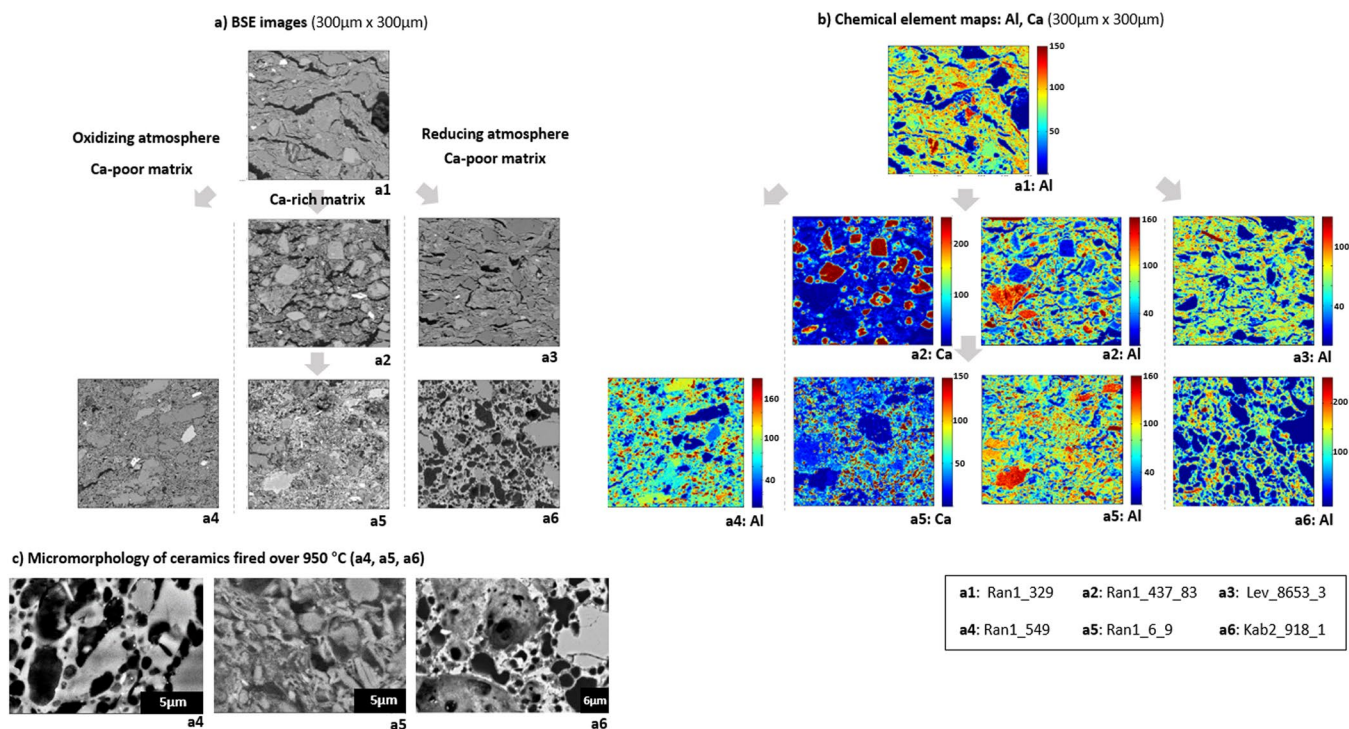 a) BSE images (300µm x 300µm)
Oxidizing atmosphere
Ca-poor matrix
Reducing atmosphere
Ca-poor matrix
a1
Ca-rich matrix
a2
a3
a4
a5
a6
b) Chemical element maps: Al, Ca (300µm x 300µm)
150
100
50
a1: Al
200
100
a2: Ca
160
120
80
40
a2: Al
100
40
a3: Al
160
100
40
a4: Al
150
100
50
a5: Ca
160
120
80
40
a5: Al
200
100
a6: Al
c) Micromorphology of ceramics fired over 950 °C (a4, a5, a6)
5µm
a4
5µm
a5
6µm
a6
a1: Ran1_329 a2: Ran1_437_83 a3: Lev_8653_3
a4: Ran1_549 a5: Ran1_6_9 a6: Kab2_918_1